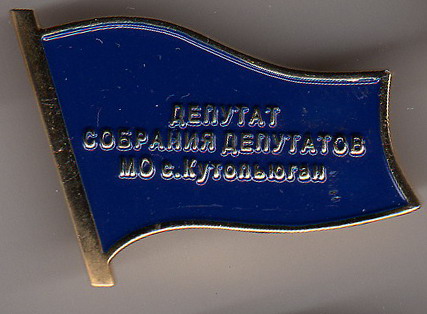 ДЕПУТАТ
СОБРАНИЯ ДЕПУТАТОВ
МО с.Кутопьюган